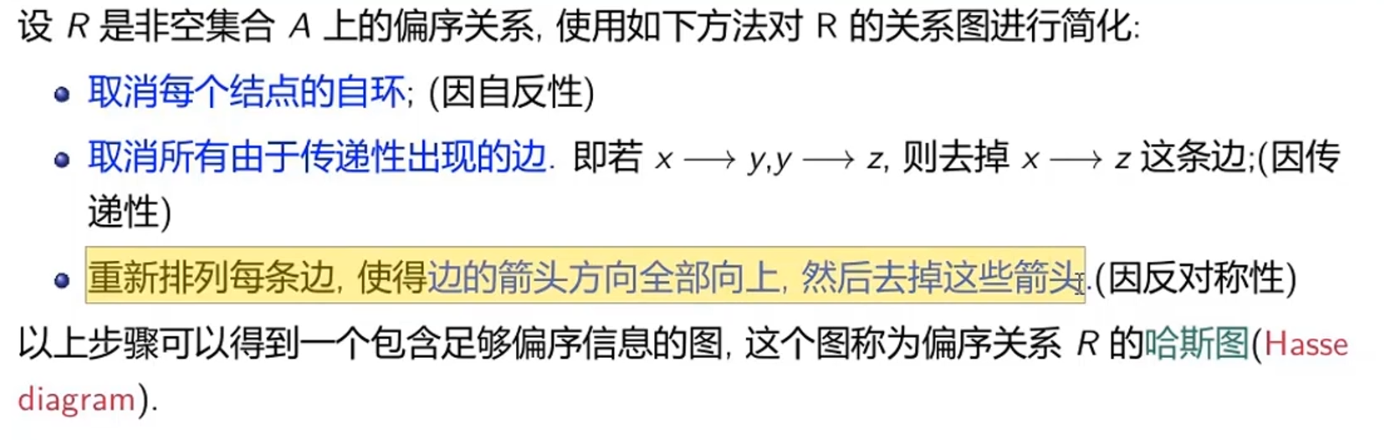 设 R 是非空集合 A 上的偏序关系, 使用如下方法对 R 的关系图进行简化:
取消每个结点的自环; (因自反性)
取消所有由于传递性出现的边. 即若 x ⟶ y,y ⟶ z, 则去掉 x ⟶ z 这条边;(因传
递性)
重新排列每条边, 使得边的箭头方向全部向上, 然后去掉这些箭头.(因反对称性)
以上步骤可以得到一个包含足够偏序信息的图, 这个图称为偏序关系 R 的哈斯图(Hasse
diagram).